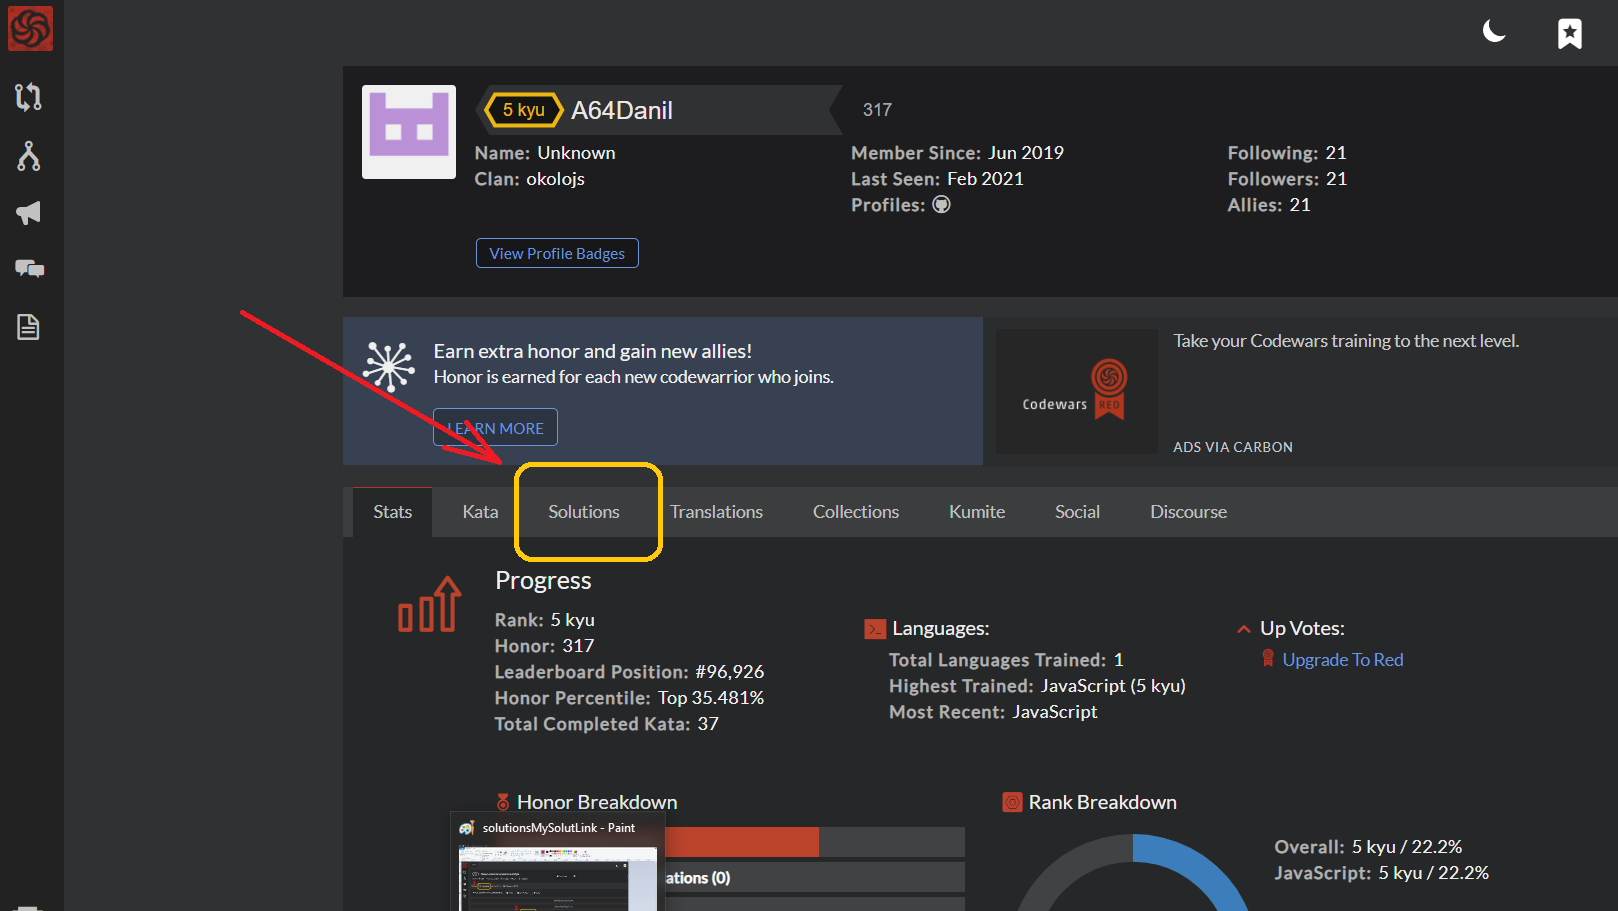 5 kyu A64Danil 317
Name: Unknown
Clan: okolojs
Member Since: Jun 2019
Last Seen: Feb 2021
Profiles:
Following: 21
Followers: 21
Allies: 21
View Profile Badges
Earn extra honor and gain new allies!
Honor is earned for each new codewarrior who joins.
LEARN MORE
Codewars RED
Take your Codewars training to the next level.
ADS VIA CARBON
Stats Kata Solutions Translations Collections Kumite Social Discourse
Progress
Rank: 5 kyu
Honor: 317
Leaderboard Position: #96,926
Honor Percentile: Top 35.481%
Total Completed Kata: 37
Languages:
Total Languages Trained: 1
Highest Trained: JavaScript (5 kyu)
Most Recent: JavaScript
Up Votes:
Upgrade To Red
Honor Breakdown
solutionsMySolutLink - Paint
ations (0)
Rank Breakdown
Overall: 5 kyu / 22.2%
JavaScript: 5 kyu / 22.2%